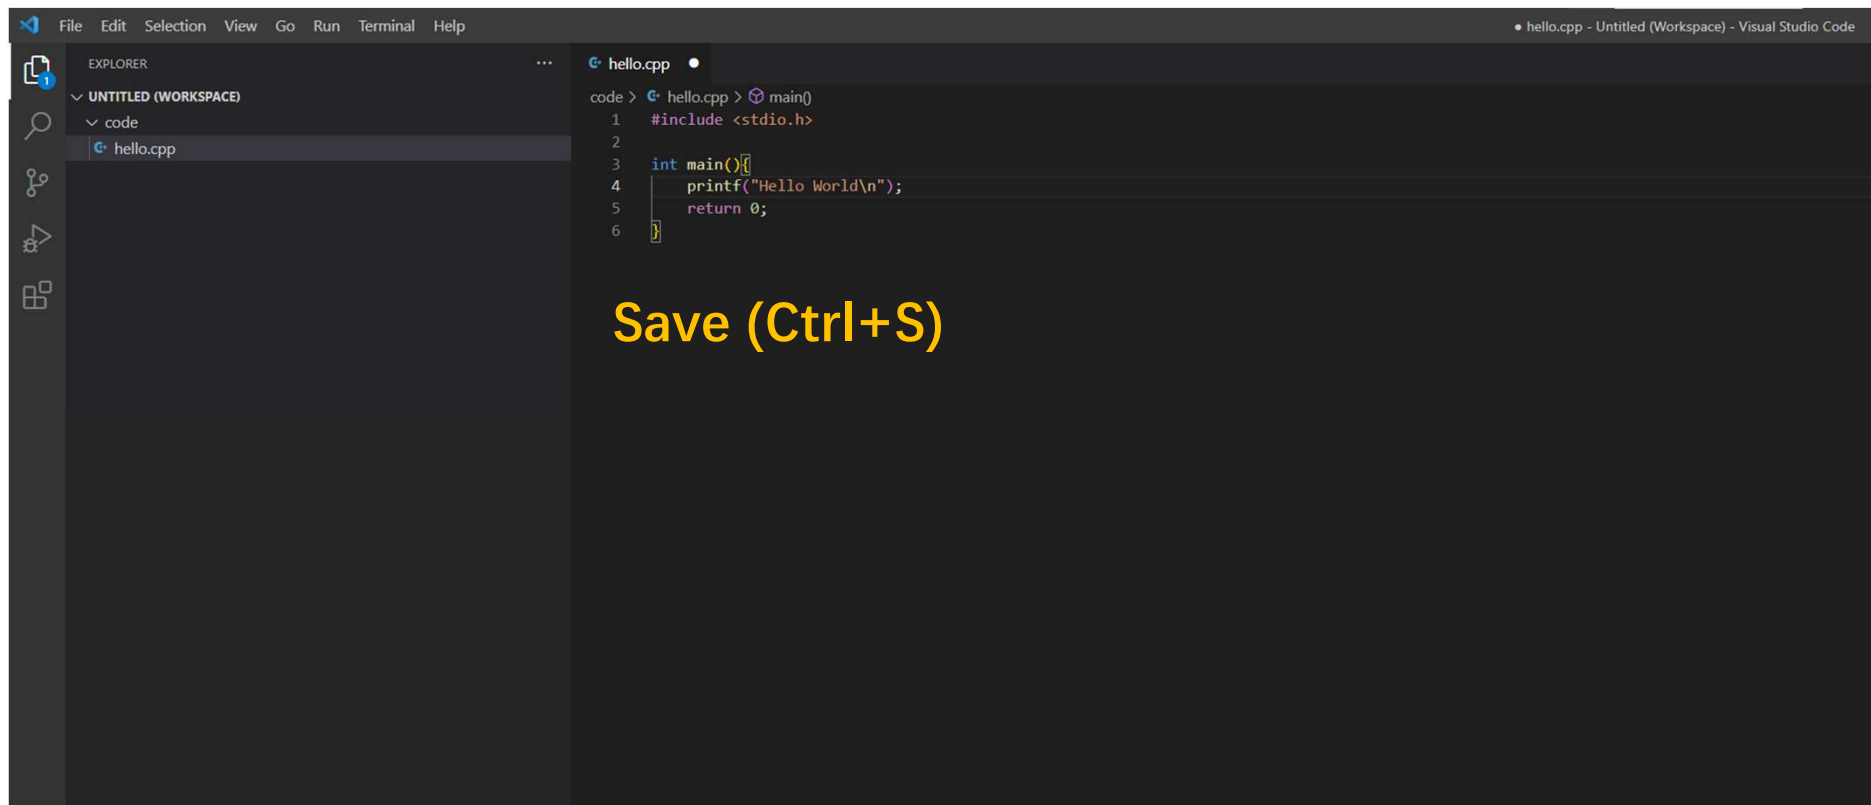 File Edit Selection View Go Run Terminal Help
● hello.cpp - Untitled (Workspace) - Visual Studio Code
EXPLORER ···
1
UNTITLED (WORKSPACE)
code
hello.cpp
hello.cpp ●
code > hello.cpp > main()
1 #include <stdio.h>
2
3 int main(){
4 printf("Hello World\n");
5 return 0;
6 }
Save (Ctrl+S)